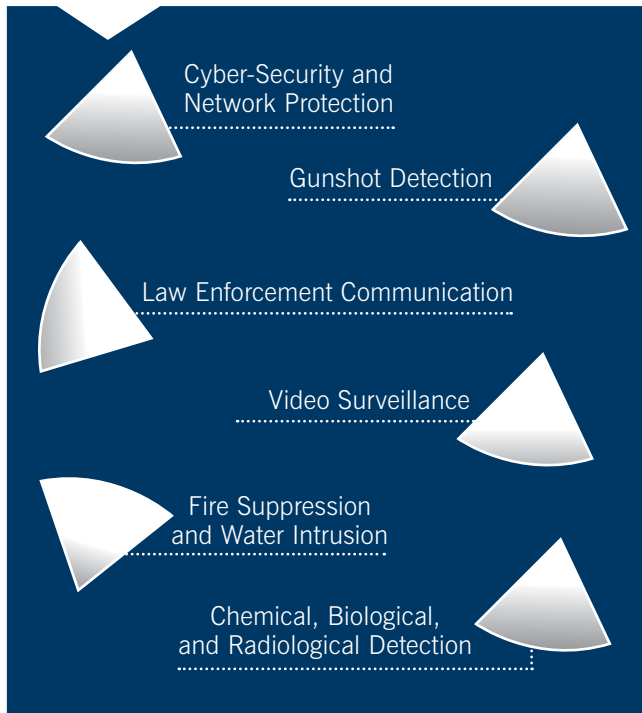 Cyber-Security and
Network Protection
Gunshot Detection
Law Enforcement Communication
Video Surveillance
Fire Suppression
and Water Intrusion
Chemical, Biological,
and Radiological Detection